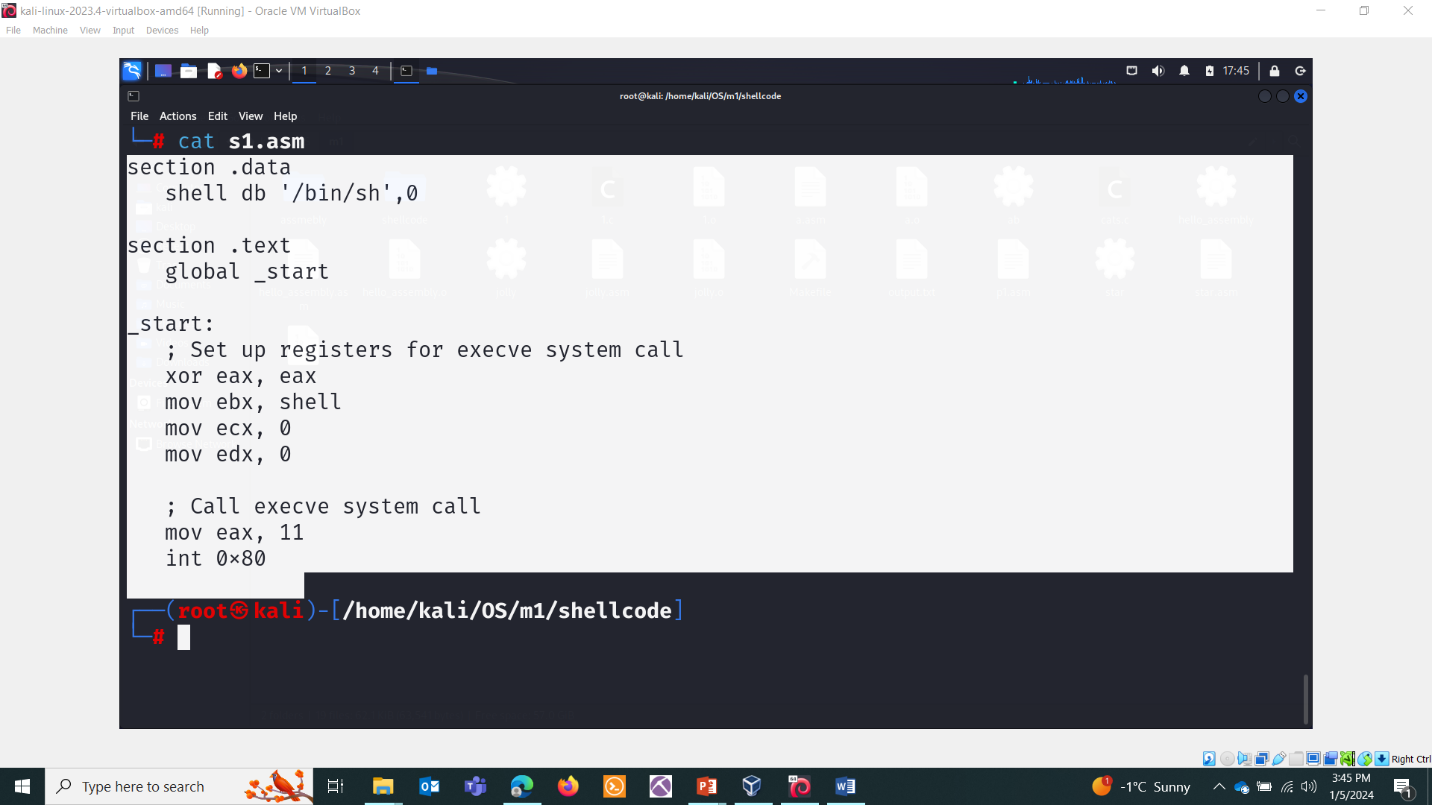 kali-linux-2023.4-virtualbox-amd64 [Running] - Oracle VM VirtualBox
File Machine View Input Devices Help
1 2 3 4 17:45
root@kali: /home/kali/OS/m1/shellcode
File Actions Edit View Help
└─# cat s1.asm
section .data
   shell db '/bin/sh',0
section .text
   global _start
_start:
   ; Set up registers for execve system call
   xor eax, eax
   mov ebx, shell
   mov ecx, 0
   mov edx, 0
   ; Call execve system call
   mov eax, 11
   int 0×80
┌──(root㉿kali)-[/home/kali/OS/m1/shellcode]
└─#
Right Ctrl
Type here to search
-1°C Sunny
3:45 PM
1/5/2024